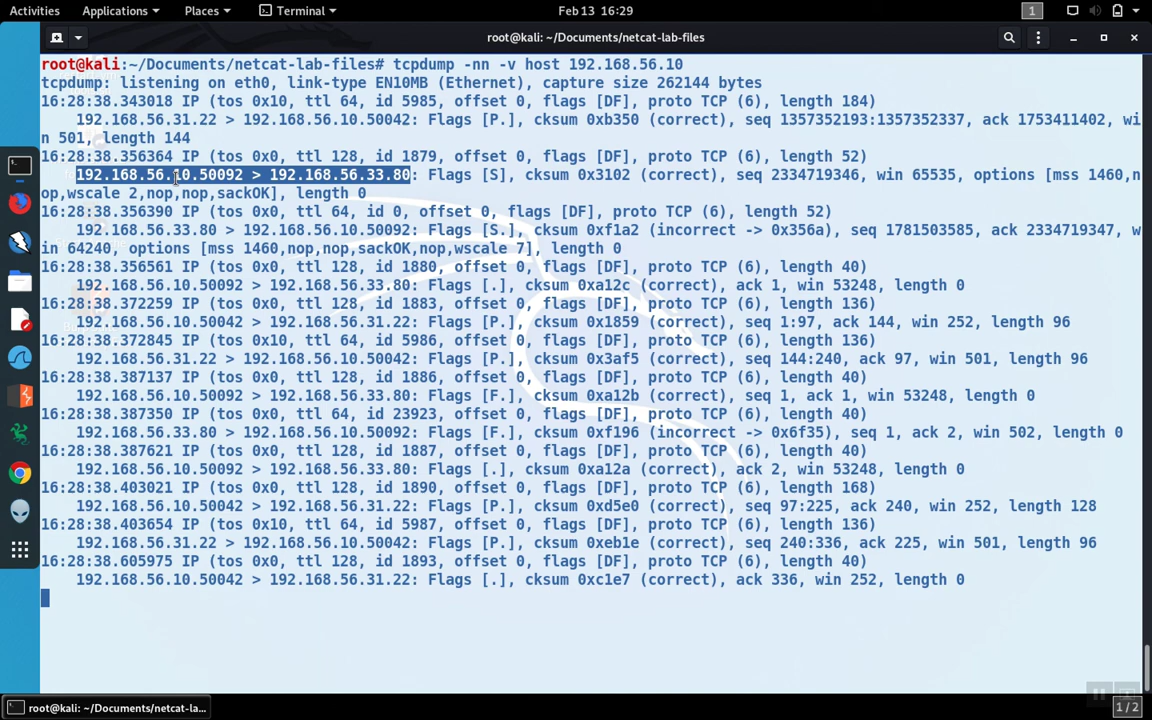 Activities Applications Places Terminal Feb 13 16:29 1
root@kali: ~/Documents/netcat-lab-files
root@kali:~/Documents/netcat-lab-files# tcpdump -nn -v host 192.168.56.10
tcpdump: listening on eth0, link-type EN10MB (Ethernet), capture size 262144 bytes
16:28:38.343018 IP (tos 0x10, ttl 64, id 5985, offset 0, flags [DF], proto TCP (6), length 184)
192.168.56.31.22 > 192.168.56.10.50042: Flags [P.], cksum 0xb350 (correct), seq 1357352193:1357352337, ack 1753411402, wi
n 501, length 144
16:28:38.356364 IP (tos 0x0, ttl 128, id 1879, offset 0, flags [DF], proto TCP (6), length 52)
192.168.56.10.50092 > 192.168.56.33.80: Flags [S], cksum 0x3102 (correct), seq 2334719346, win 65535, options [mss 1460,n
op,wscale 2,nop,nop,sackOK], length 0
16:28:38.356390 IP (tos 0x0, ttl 64, id 0, offset 0, flags [DF], proto TCP (6), length 52)
192.168.56.33.80 > 192.168.56.10.50092: Flags [S.], cksum 0xf1a2 (incorrect -> 0x356a), seq 1781503585, ack 2334719347, w
in 64240, options [mss 1460,nop,nop,sackOK,nop,wscale 7], length 0
16:28:38.356561 IP (tos 0x0, ttl 128, id 1880, offset 0, flags [DF], proto TCP (6), length 40)
192.168.56.10.50092 > 192.168.56.33.80: Flags [.], cksum 0xa12c (correct), ack 1, win 53248, length 0
16:28:38.372259 IP (tos 0x0, ttl 128, id 1883, offset 0, flags [DF], proto TCP (6), length 136)
192.168.56.10.50042 > 192.168.56.31.22: Flags [P.], cksum 0x1859 (correct), seq 1:97, ack 144, win 252, length 96
16:28:38.372845 IP (tos 0x10, ttl 64, id 5986, offset 0, flags [DF], proto TCP (6), length 136)
192.168.56.31.22 > 192.168.56.10.50042: Flags [P.], cksum 0x3af5 (correct), seq 144:240, ack 97, win 501, length 96
16:28:38.387137 IP (tos 0x0, ttl 128, id 1886, offset 0, flags [DF], proto TCP (6), length 40)
192.168.56.10.50092 > 192.168.56.33.80: Flags [F.], cksum 0xa12b (correct), seq 1, ack 1, win 53248, length 0
16:28:38.387350 IP (tos 0x0, ttl 64, id 23923, offset 0, flags [DF], proto TCP (6), length 40)
192.168.56.33.80 > 192.168.56.10.50092: Flags [F.], cksum 0xf196 (incorrect -> 0x6f35), seq 1, ack 2, win 502, length 0
16:28:38.387621 IP (tos 0x0, ttl 128, id 1887, offset 0, flags [DF], proto TCP (6), length 40)
192.168.56.10.50092 > 192.168.56.33.80: Flags [.], cksum 0xa12a (correct), ack 2, win 53248, length 0
16:28:38.403021 IP (tos 0x0, ttl 128, id 1890, offset 0, flags [DF], proto TCP (6), length 168)
192.168.56.10.50042 > 192.168.56.31.22: Flags [P.], cksum 0xd5e0 (correct), seq 97:225, ack 240, win 252, length 128
16:28:38.403654 IP (tos 0x10, ttl 64, id 5987, offset 0, flags [DF], proto TCP (6), length 136)
192.168.56.31.22 > 192.168.56.10.50042: Flags [P.], cksum 0xeb1e (correct), seq 240:336, ack 225, win 501, length 96
16:28:38.605975 IP (tos 0x0, ttl 128, id 1893, offset 0, flags [DF], proto TCP (6), length 40)
192.168.56.10.50042 > 192.168.56.31.22: Flags [.], cksum 0xc1e7 (correct), ack 336, win 252, length 0
root@kali: ~/Documents/netcat-la... 1 / 2